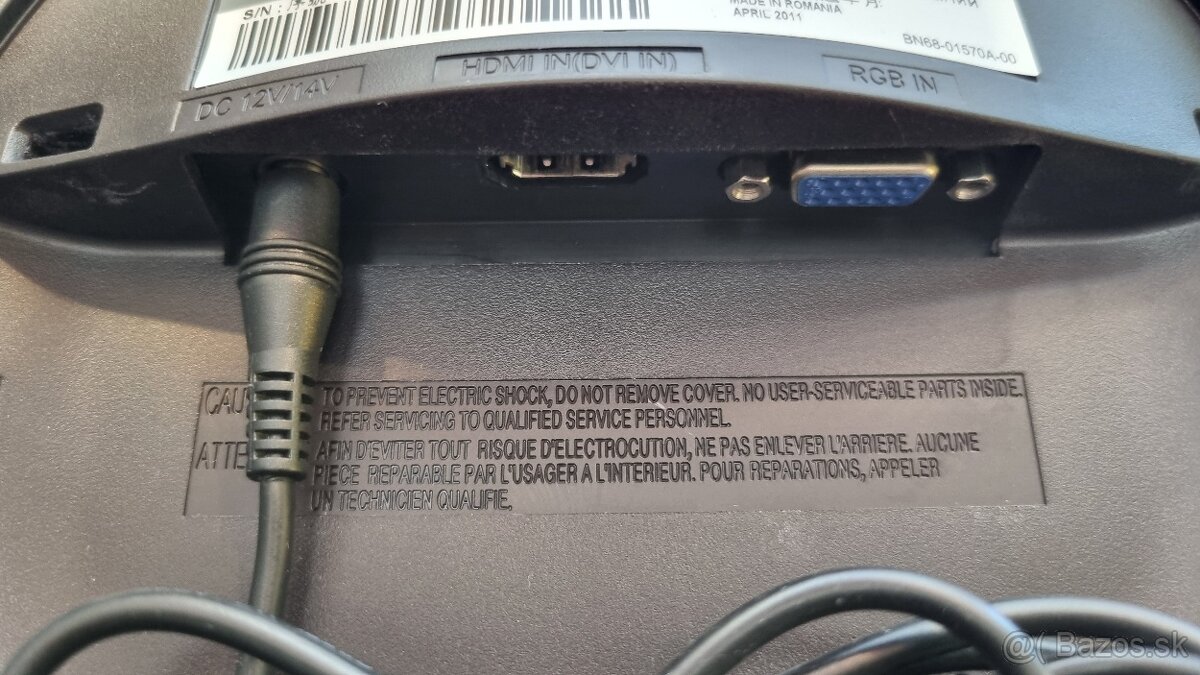 S/N :
MADE IN ROMANIA
APRIL 2011
BN68-01570A-00
DC 12V/14V
HDMI IN(DVI IN)
RGB IN
CAU TO PREVENT ELECTRIC SHOCK, DO NOT REMOVE COVER. NO USER-SERVICEABLE PARTS INSIDE.
REFER SERVICING TO QUALIFIED SERVICE PERSONNEL.
ATTE AFIN D'EVITER TOUT RISQUE D'ELECTROCUTION, NE PAS ENLEVER L'ARRIERE. AUCUNE
PIECE REPARABLE PAR L'USAGER A L'INTERIEUR. POUR REPARATIONS, APPELER
UN TECHNICIEN QUALIFIE.
@( Bazos.sk